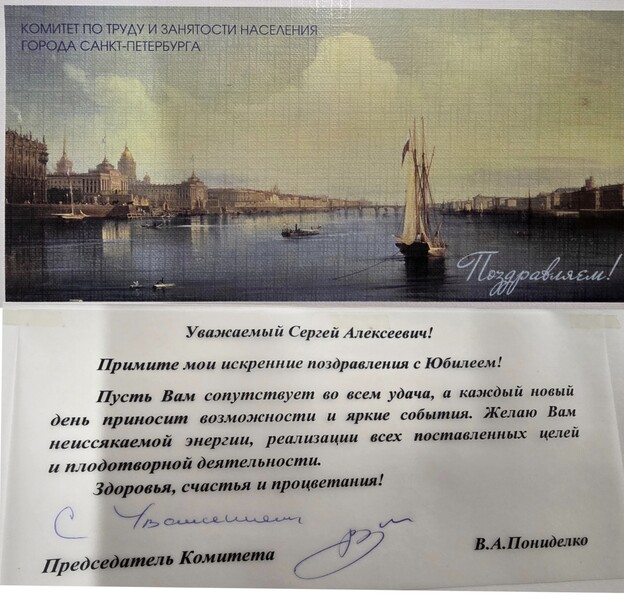 КОМИТЕТ ПО ТРУДУ И ЗАНЯТОСТИ НАСЕЛЕНИЯ
ГОРОДА САНКТ-ПЕТЕРБУРГА
Поздравляем!
Уважаемый Сергей Алексеевич!
Примите мои искренние поздравления с Юбилеем!
Пусть Вам сопутствует во всем удача, а каждый новый
день приносит возможности и яркие события. Желаю Вам
неиссякаемой энергии, реализации всех поставленных целей
и плодотворной деятельности.
Здоровья, счастья и процветания!
С Уважением
Председатель Комитета
В.А.Пониделко